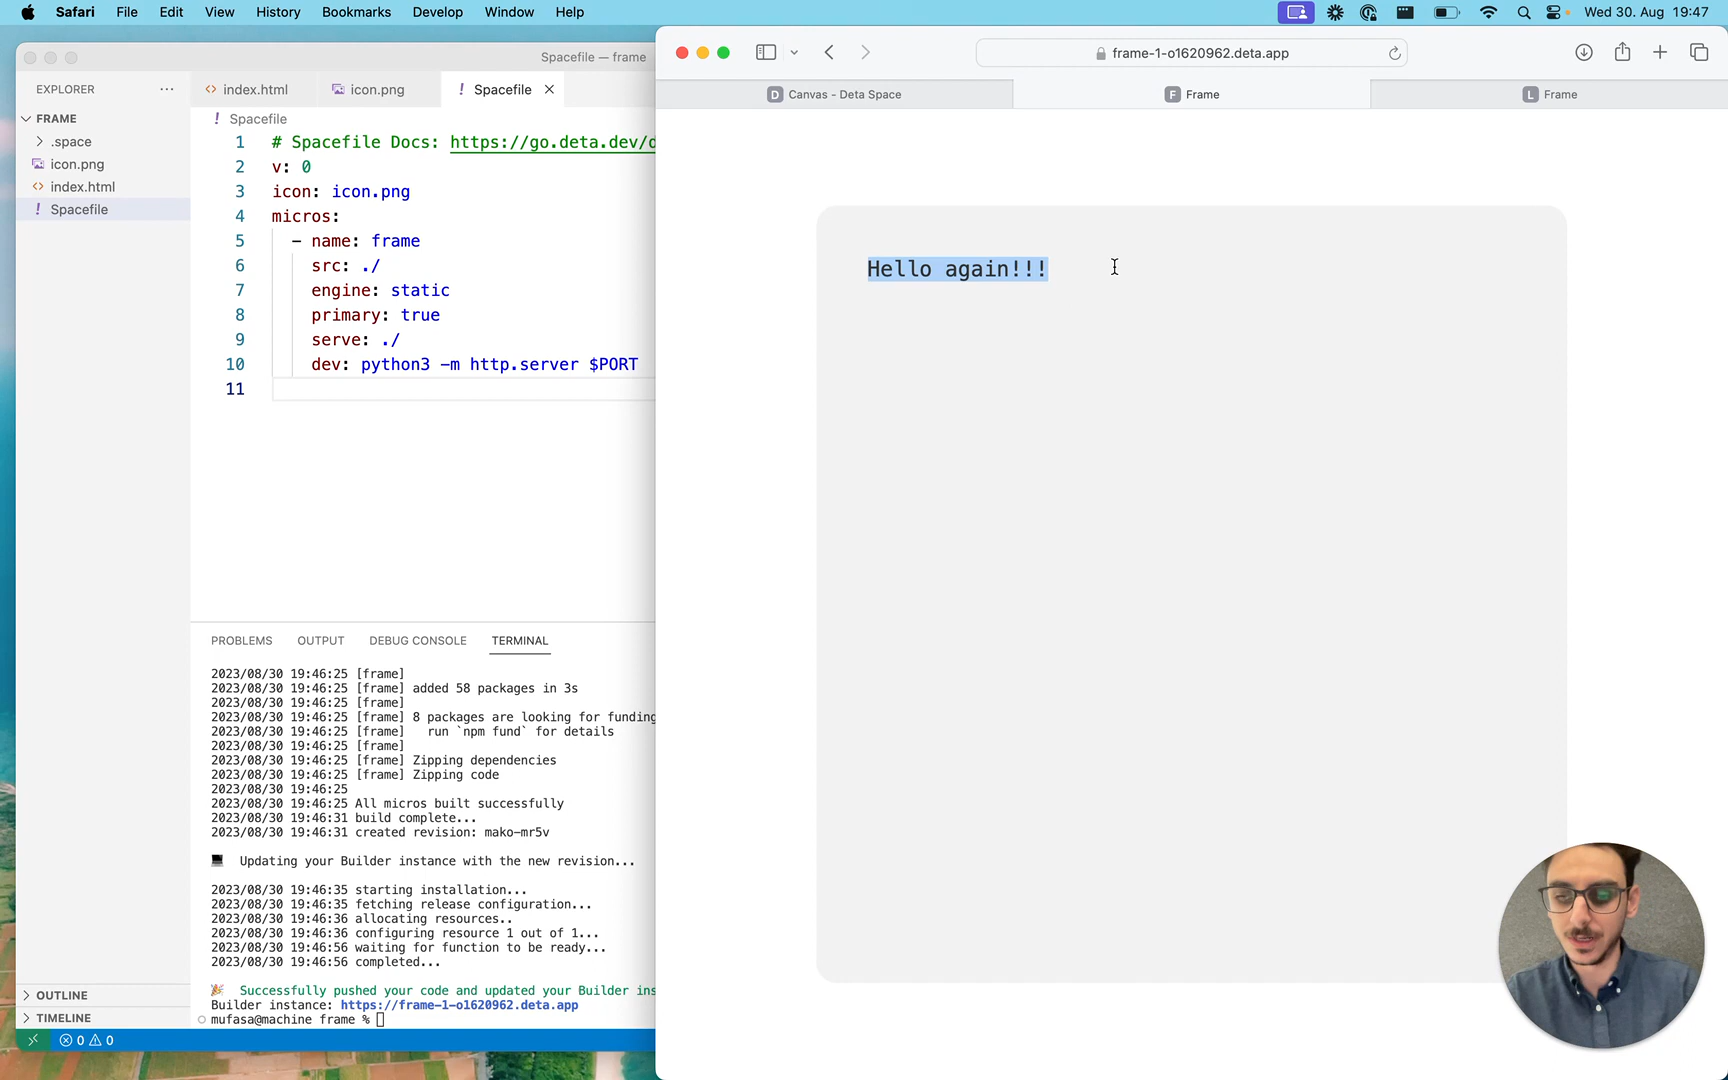 Safari File Edit View History Bookmarks Develop Window Help Wed 30. Aug 19:47
Spacefile — frame
EXPLORER
FRAME
.space
icon.png
index.html
Spacefile
index.html icon.png Spacefile
Spacefile
1 # Spacefile Docs: https://go.deta.dev/d
2 v: 0
3 icon: icon.png
4 micros:
5 - name: frame
6 src: ./
7 engine: static
8 primary: true
9 serve: ./
10 dev: python3 -m http.server $PORT
11
PROBLEMS OUTPUT DEBUG CONSOLE TERMINAL
2023/08/30 19:46:25 [frame]
2023/08/30 19:46:25 [frame] added 58 packages in 3s
2023/08/30 19:46:25 [frame]
2023/08/30 19:46:25 [frame] 8 packages are looking for funding
2023/08/30 19:46:25 [frame] run `npm fund` for details
2023/08/30 19:46:25 [frame]
2023/08/30 19:46:25 [frame] Zipping dependencies
2023/08/30 19:46:25 [frame] Zipping code
2023/08/30 19:46:25
2023/08/30 19:46:25 All micros built successfully
2023/08/30 19:46:31 build complete...
2023/08/30 19:46:31 created revision: mako-mr5v
Updating your Builder instance with the new revision...
2023/08/30 19:46:35 starting installation...
2023/08/30 19:46:35 fetching release configuration...
2023/08/30 19:46:36 allocating resources..
2023/08/30 19:46:36 configuring resource 1 out of 1...
2023/08/30 19:46:56 waiting for function to be ready...
2023/08/30 19:46:56 completed...
Successfully pushed your code and updated your Builder ins
Builder instance: https://frame-1-o1620962.deta.app
mufasa@machine frame %
OUTLINE
TIMELINE
0 0
frame-1-o1620962.deta.app
D Canvas - Deta Space
F Frame
L Frame
Hello again!!!